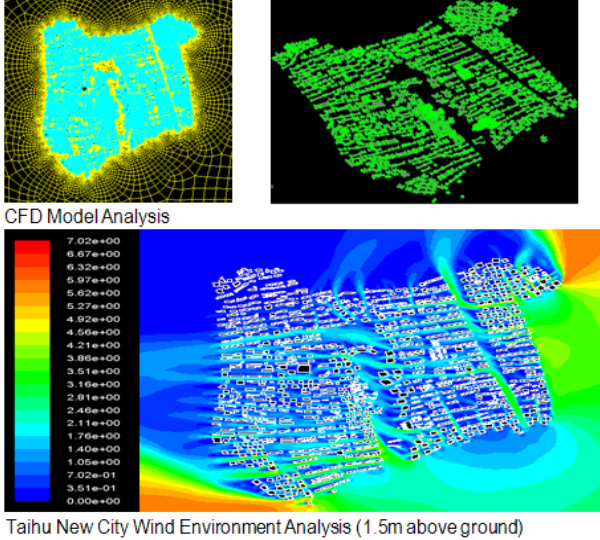 CFD Model Analysis
7.02e+00
6.67e+00
6.32e+00
5.97e+00
5.62e+00
5.27e+00
4.92e+00
4.56e+00
4.21e+00
3.86e+00
3.51e+00
3.16e+00
2.81e+00
2.46e+00
2.11e+00
1.76e+00
1.40e+00
1.05e+00
7.02e-01
3.51e-01
0.00e+00
Taihu New City Wind Environment Analysis (1.5m above ground)